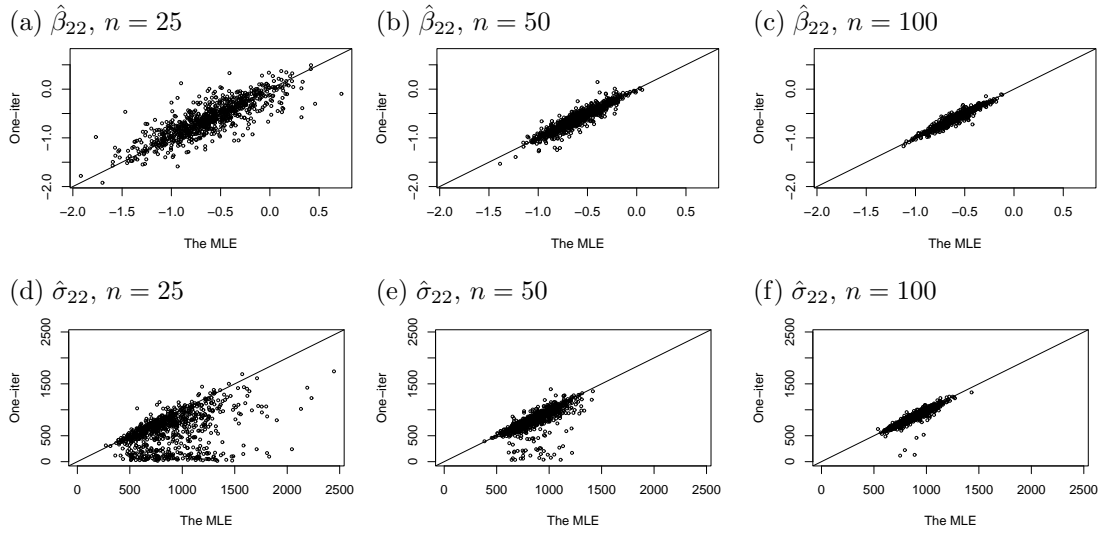 (a) β̂₂₂, n = 25
(b) β̂₂₂, n = 50
(c) β̂₂₂, n = 100
One-iter
0.0
−1.0
−2.0
−2.0 −1.5 −1.0 −0.5 0.0 0.5
The MLE
One-iter
0.0
−1.0
−2.0
−2.0 −1.5 −1.0 −0.5 0.0 0.5
The MLE
One-iter
0.0
−1.0
−2.0
−2.0 −1.5 −1.0 −0.5 0.0 0.5
The MLE
(d) σ̂₂₂, n = 25
(e) σ̂₂₂, n = 50
(f) σ̂₂₂, n = 100
One-iter
2500
1500
500
0
0 500 1000 1500 2000 2500
The MLE
One-iter
2500
1500
500
0
0 500 1000 1500 2000 2500
The MLE
One-iter
2500
1500
500
0
0 500 1000 1500 2000 2500
The MLE